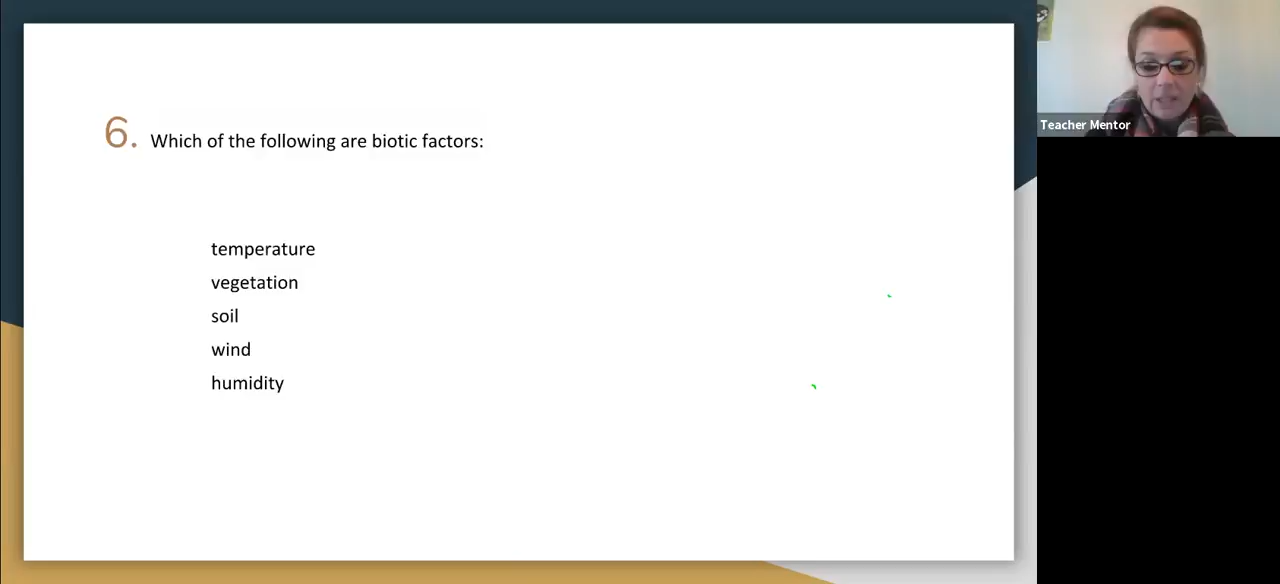 6. Which of the following are biotic factors:
temperature
vegetation
soil
wind
humidity
Teacher Mentor